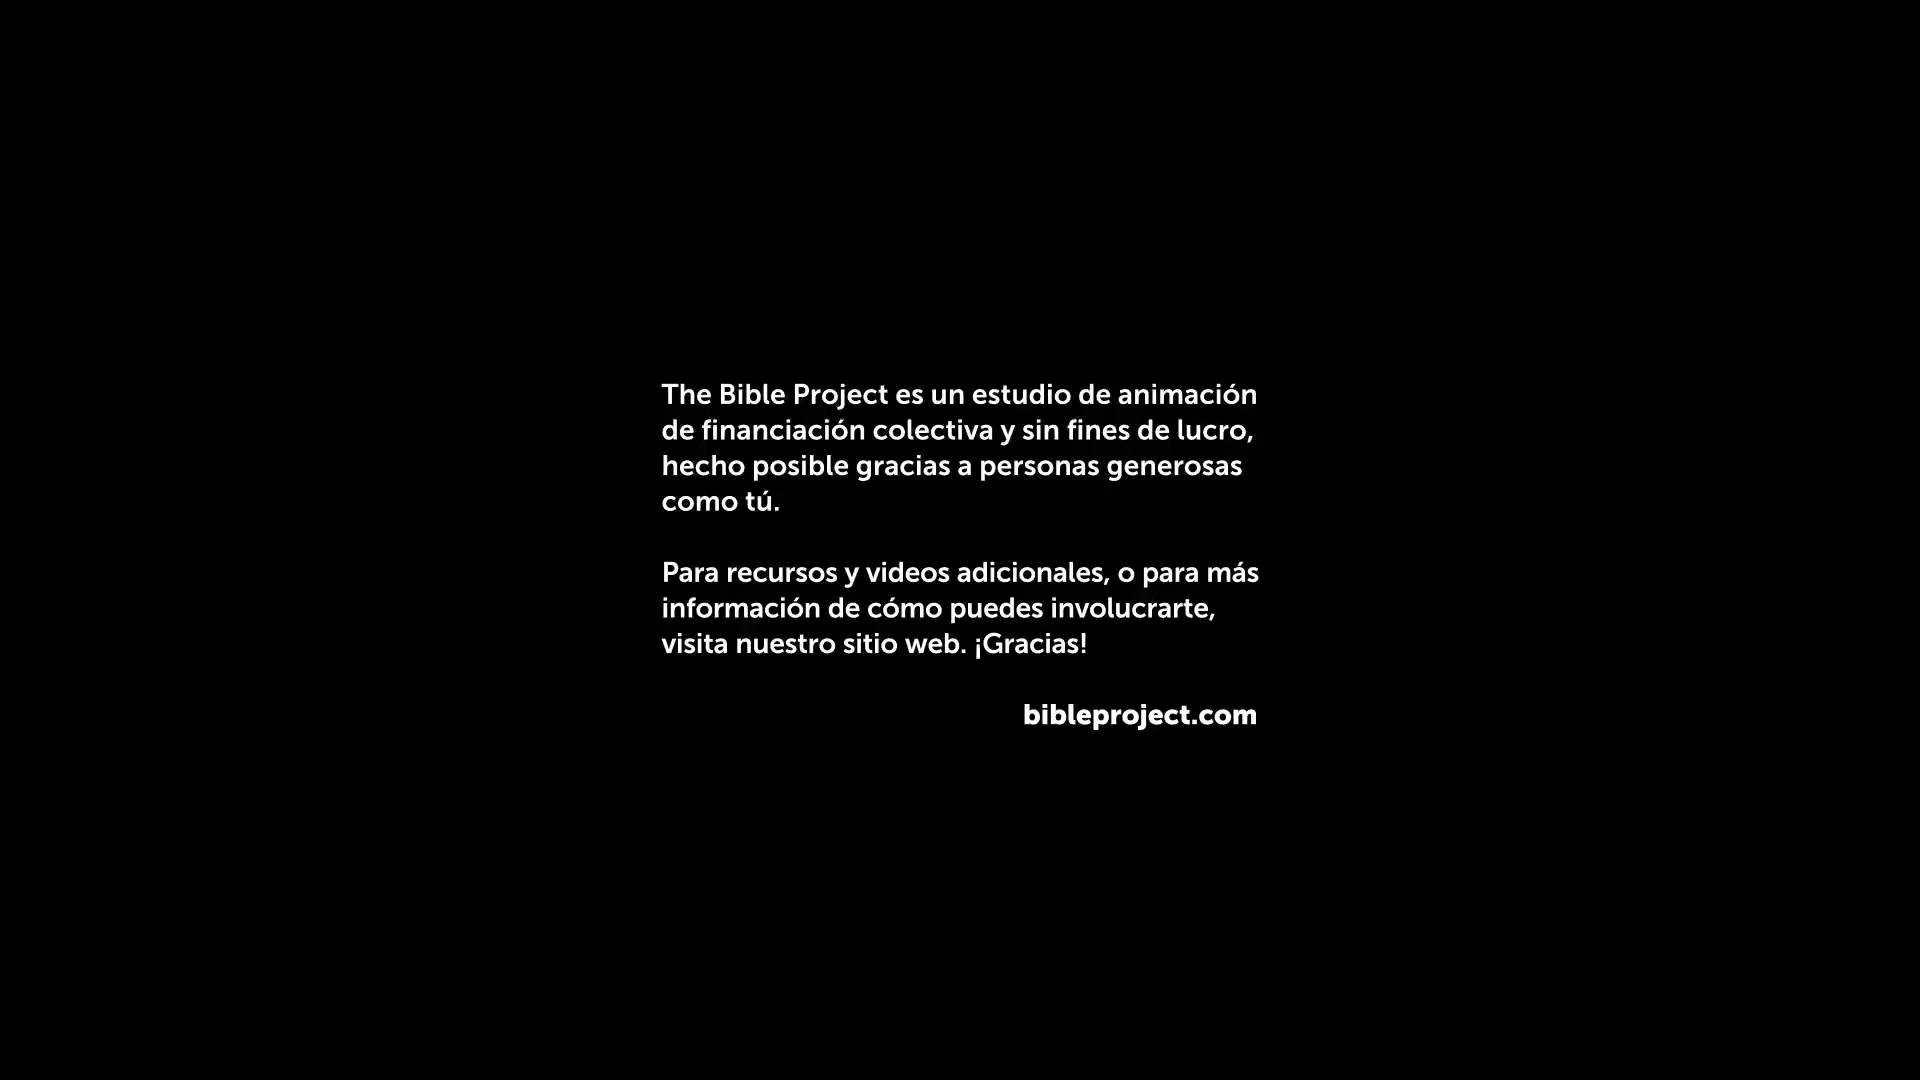 The Bible Project es un estudio de animación
de financiación colectiva y sin fines de lucro,
hecho posible gracias a personas generosas
como tú.
Para recursos y videos adicionales, o para más
información de cómo puedes involucrarte,
visita nuestro sitio web. ¡Gracias!
bibleproject.com